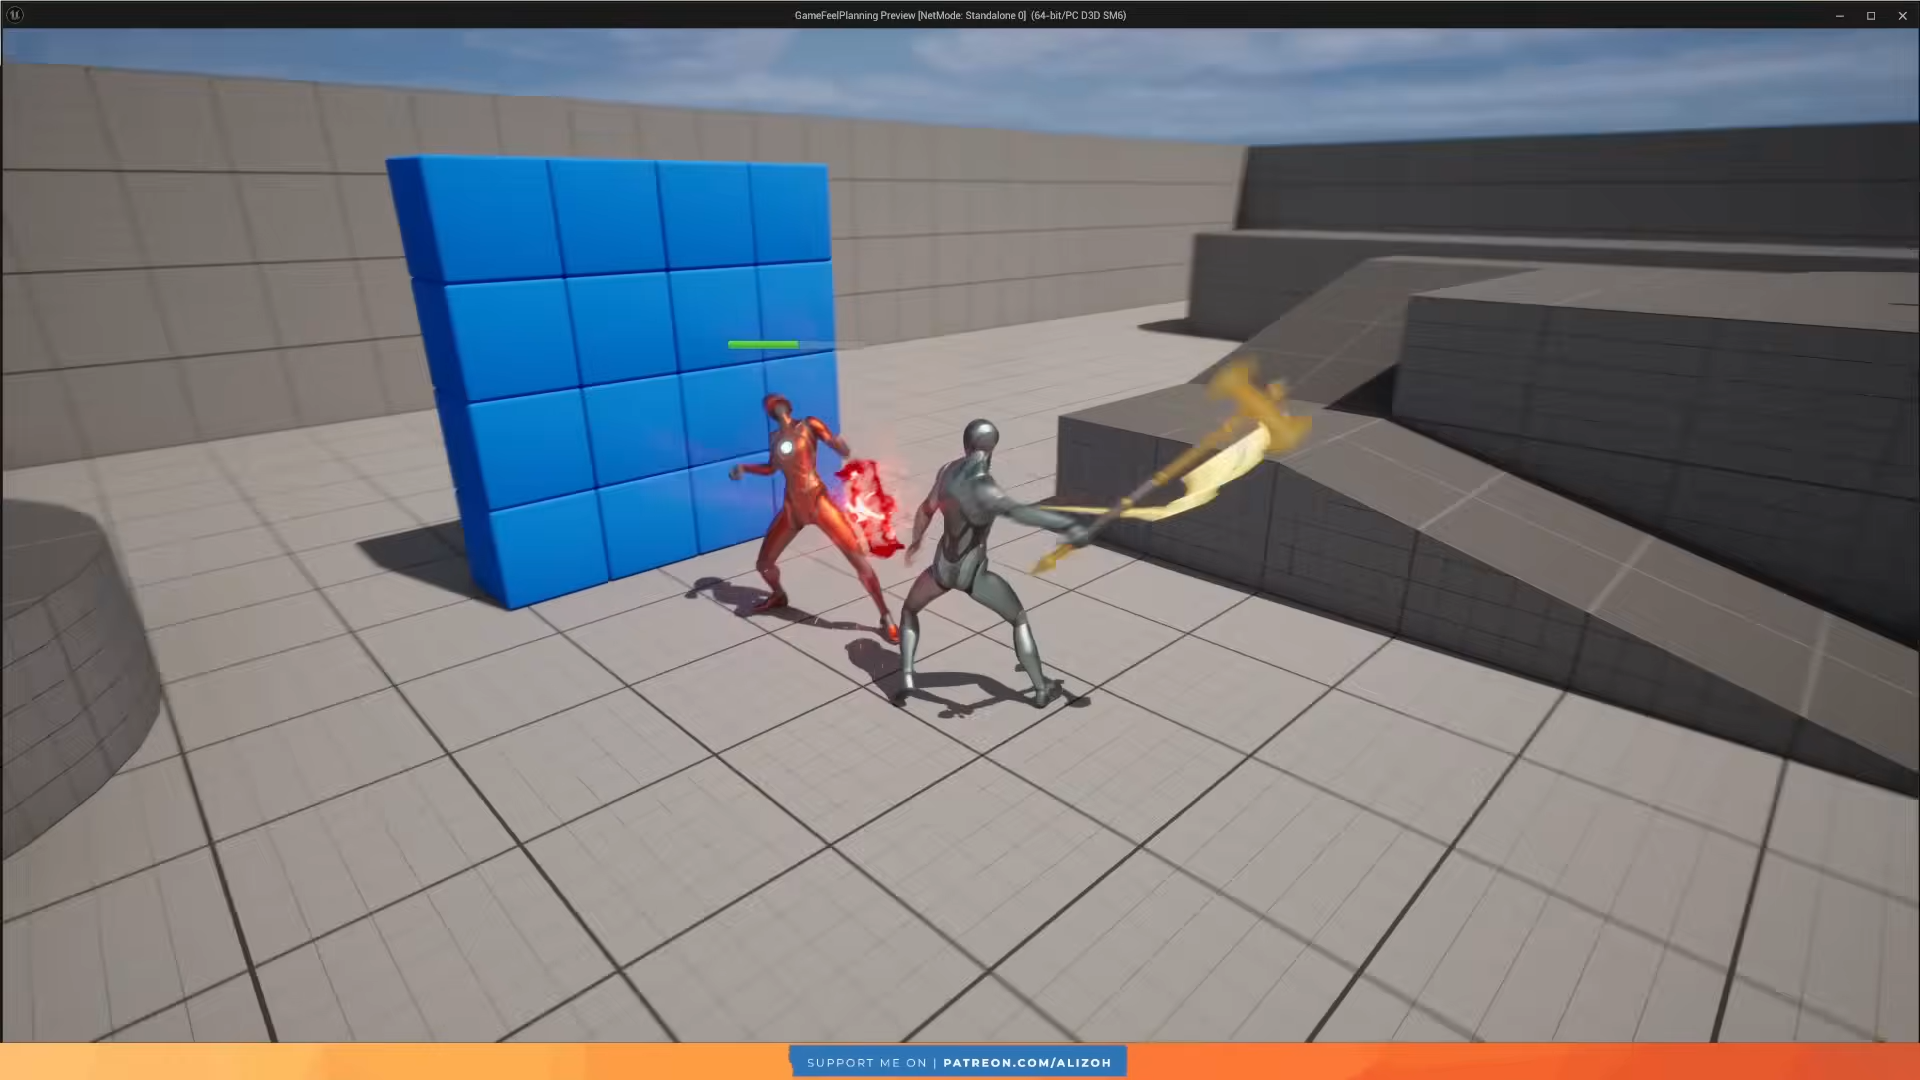 GameFeelPlanning Preview [NetMode: Standalone 0] (64-bit/PC D3D SM6)
SUPPORT ME ON | PATREON.COM/ALIZOH